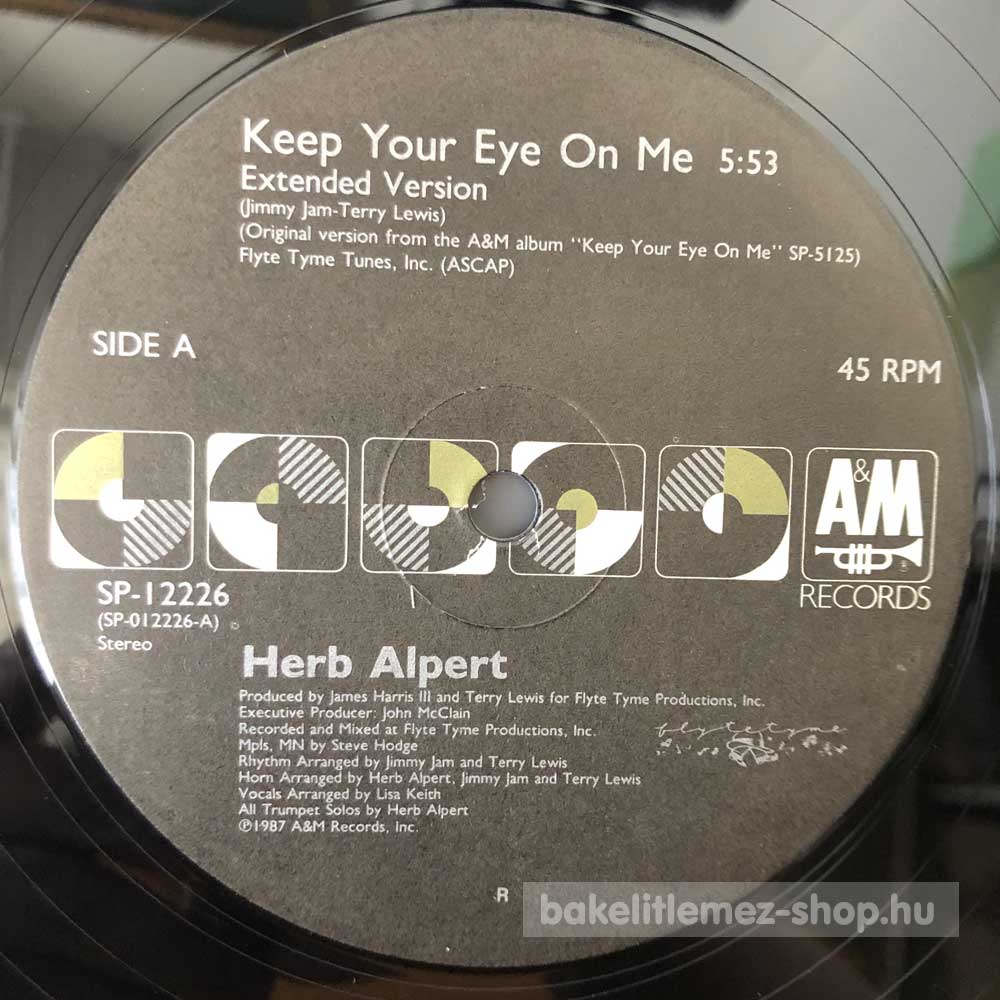 Keep Your Eye On Me 5:53
Extended Version
(Jimmy Jam-Terry Lewis)
(Original version from the A&M album "Keep Your Eye On Me" SP-5125)
Flyte Tyme Tunes, Inc. (ASCAP)
SIDE A
45 RPM
A&M
RECORDS
SP-12226
(SP-012226-A)
Stereo
Herb Alpert
Produced by James Harris III and Terry Lewis for Flyte Tyme Productions, Inc.
Executive Producer: John McClain
Recorded and Mixed at Flyte Tyme Productions, Inc.
Mpls, MN by Steve Hodge
Rhythm Arranged by Jimmy Jam and Terry Lewis
Horn Arranged by Herb Alpert, Jimmy Jam and Terry Lewis
Vocals Arranged by Lisa Keith
All Trumpet Solos by Herb Alpert
℗1987 A&M Records, Inc.
flyte tyme
R
bakelitlemez-shop.hu